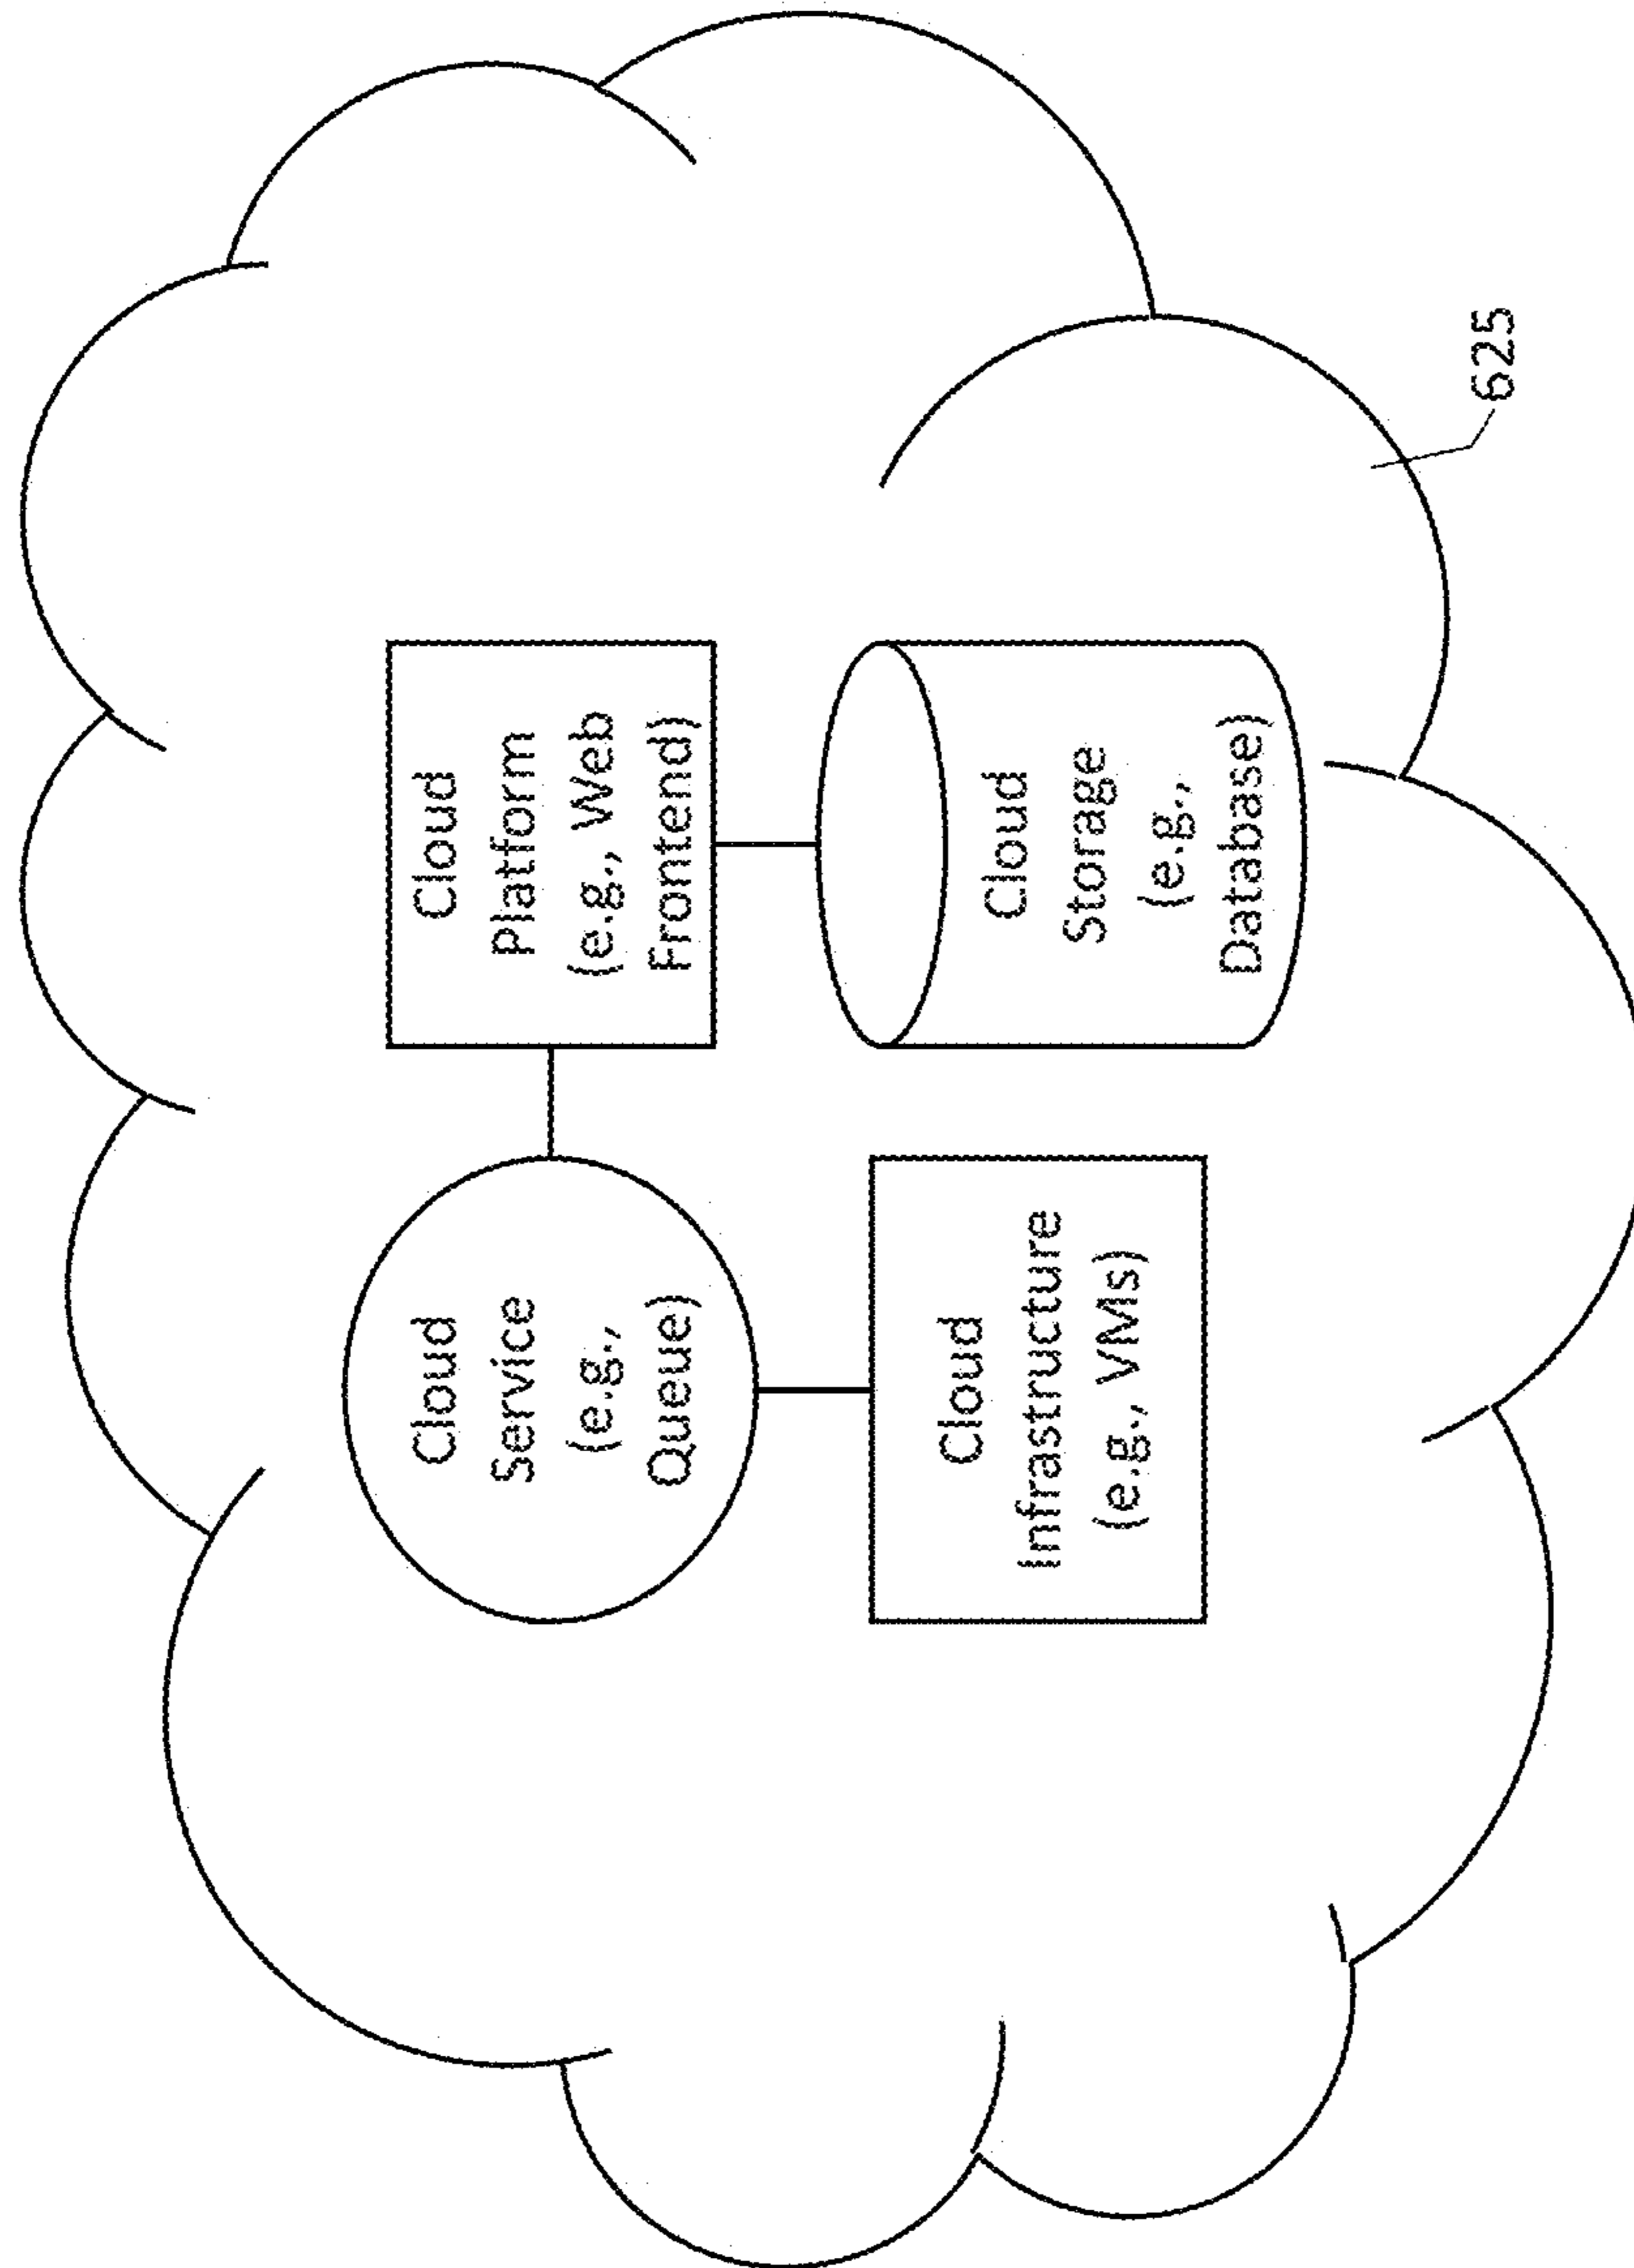 Cloud
Service
(e.g.,
Queue)
Cloud
Platform
(e.g., Web
Frontend)
Cloud
Infrastructure
(e.g., VMs)
Cloud
Storage
(e.g.,
Database)
625